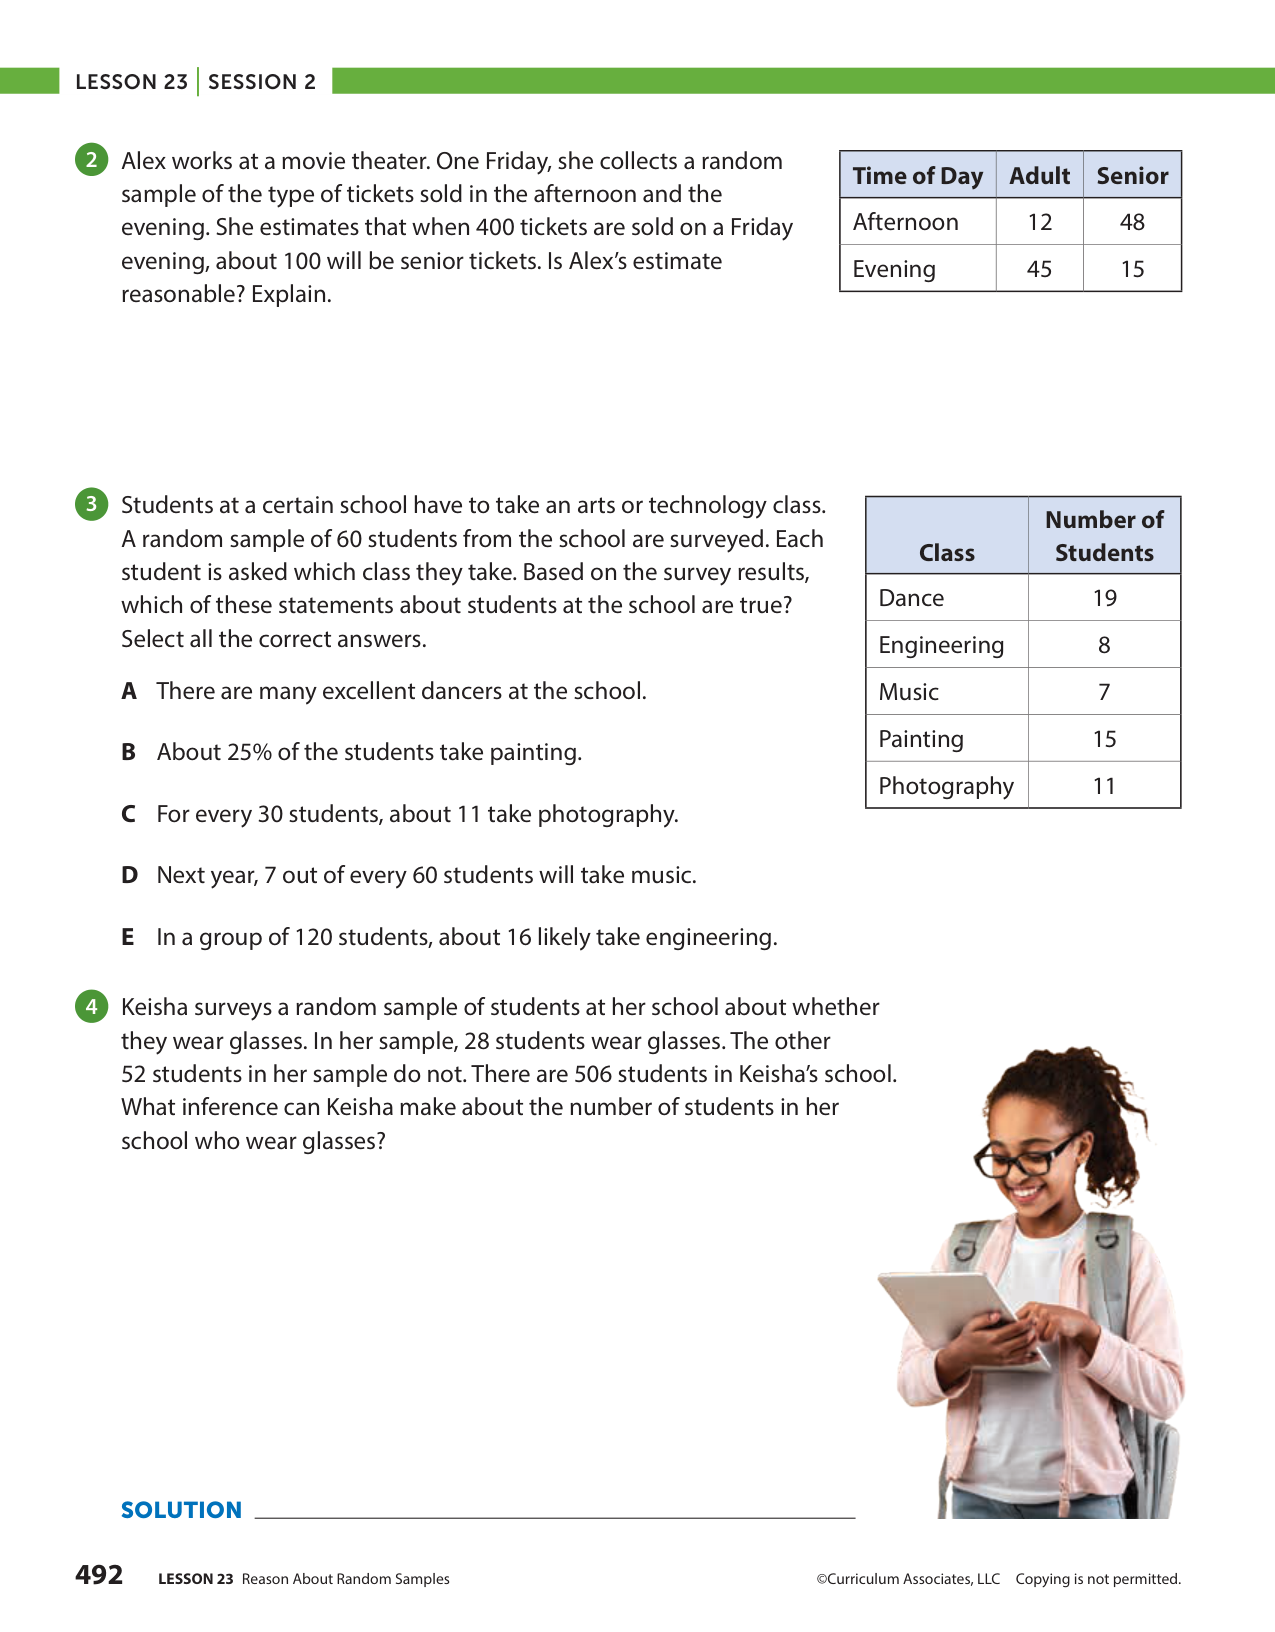 LESSON 23 | SESSION 2
2 Alex works at a movie theater. One Friday, she collects a random
sample of the type of tickets sold in the afternoon and the
evening. She estimates that when 400 tickets are sold on a Friday
evening, about 100 will be senior tickets. Is Alex’s estimate
reasonable? Explain.
Time of Day Adult Senior
Afternoon 12 48
Evening 45 15
3 Students at a certain school have to take an arts or technology class.
A random sample of 60 students from the school are surveyed. Each
student is asked which class they take. Based on the survey results,
which of these statements about students at the school are true?
Select all the correct answers.
A There are many excellent dancers at the school.
B About 25% of the students take painting.
C For every 30 students, about 11 take photography.
D Next year, 7 out of every 60 students will take music.
E In a group of 120 students, about 16 likely take engineering.
Number of
Class Students
Dance 19
Engineering 8
Music 7
Painting 15
Photography 11
4 Keisha surveys a random sample of students at her school about whether
they wear glasses. In her sample, 28 students wear glasses. The other
52 students in her sample do not. There are 506 students in Keisha’s school.
What inference can Keisha make about the number of students in her
school who wear glasses?
SOLUTION
492 LESSON 23 Reason About Random Samples ©Curriculum Associates, LLC Copying is not permitted.